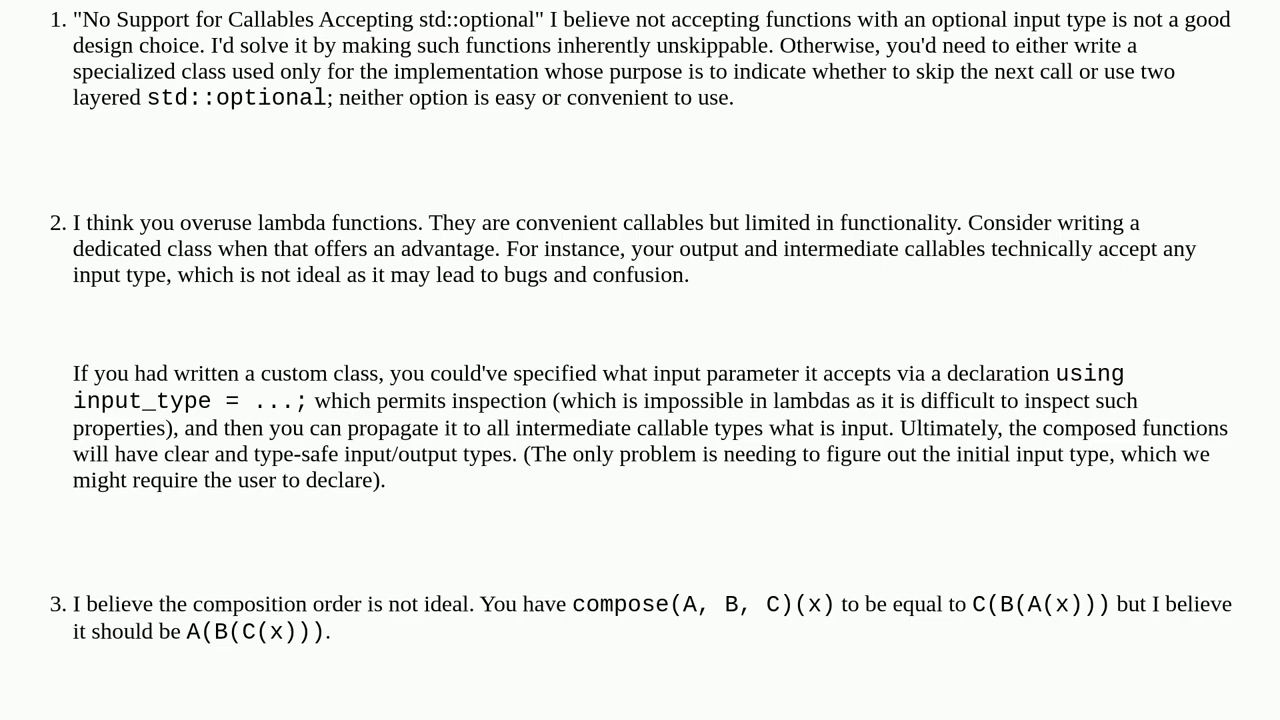 1. "No Support for Callables Accepting std::optional" I believe not accepting functions with an optional input type is not a good
design choice. I'd solve it by making such functions inherently unskippable. Otherwise, you'd need to either write a
specialized class used only for the implementation whose purpose is to indicate whether to skip the next call or use two
layered std::optional; neither option is easy or convenient to use.
2. I think you overuse lambda functions. They are convenient callables but limited in functionality. Consider writing a
dedicated class when that offers an advantage. For instance, your output and intermediate callables technically accept any
input type, which is not ideal as it may lead to bugs and confusion.
If you had written a custom class, you could've specified what input parameter it accepts via a declaration using
input_type = ...; which permits inspection (which is impossible in lambdas as it is difficult to inspect such
properties), and then you can propagate it to all intermediate callable types what is input. Ultimately, the composed functions
will have clear and type-safe input/output types. (The only problem is needing to figure out the initial input type, which we
might require the user to declare).
3. I believe the composition order is not ideal. You have compose(A, B, C)(x) to be equal to C(B(A(x))) but I believe
it should be A(B(C(x))).